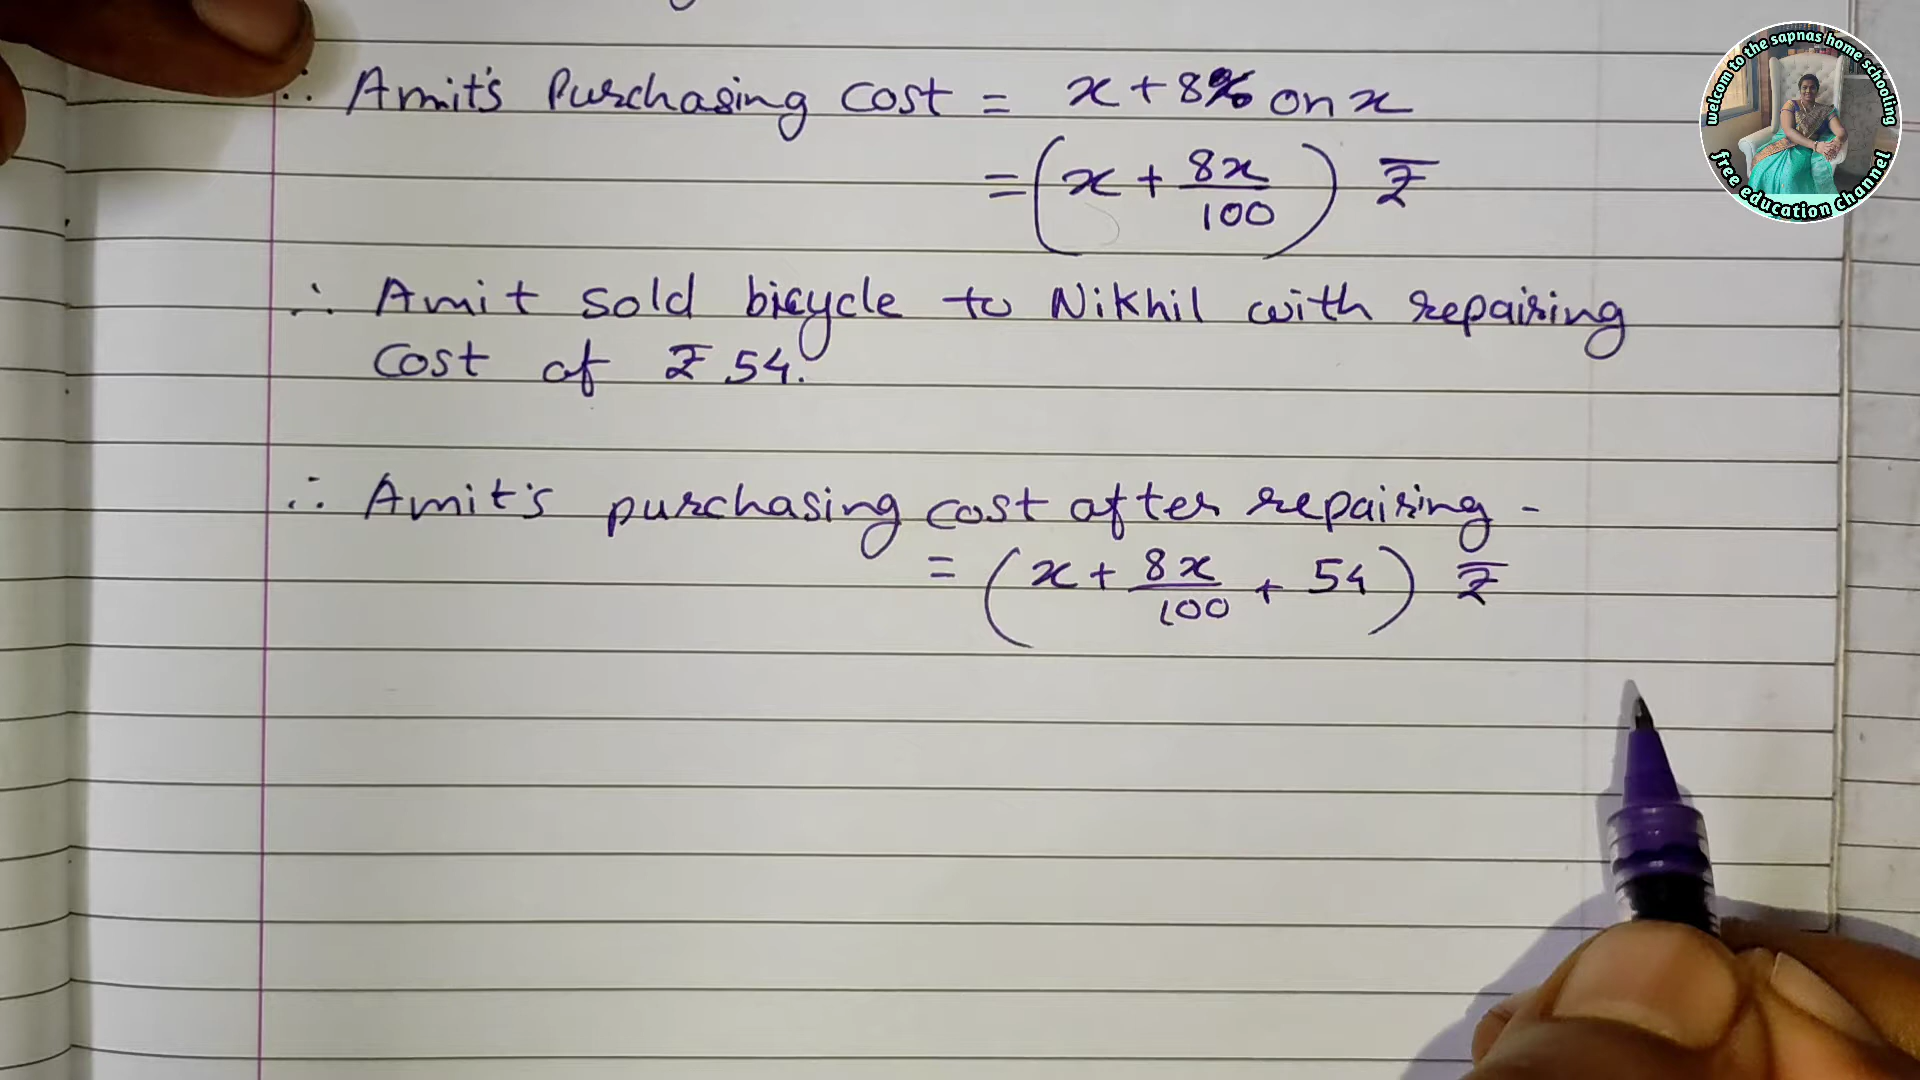 ∴ Amit's Purchasing cost = x + 8% on x
= (x + 8x/100) ₹
∴ Amit sold bicycle to Nikhil with repairing
cost of ₹ 54.
∴ Amit's purchasing cost after repairing -
= (x + 8x/100 + 54) ₹
welcom to the sapnas home schooling
free education channel